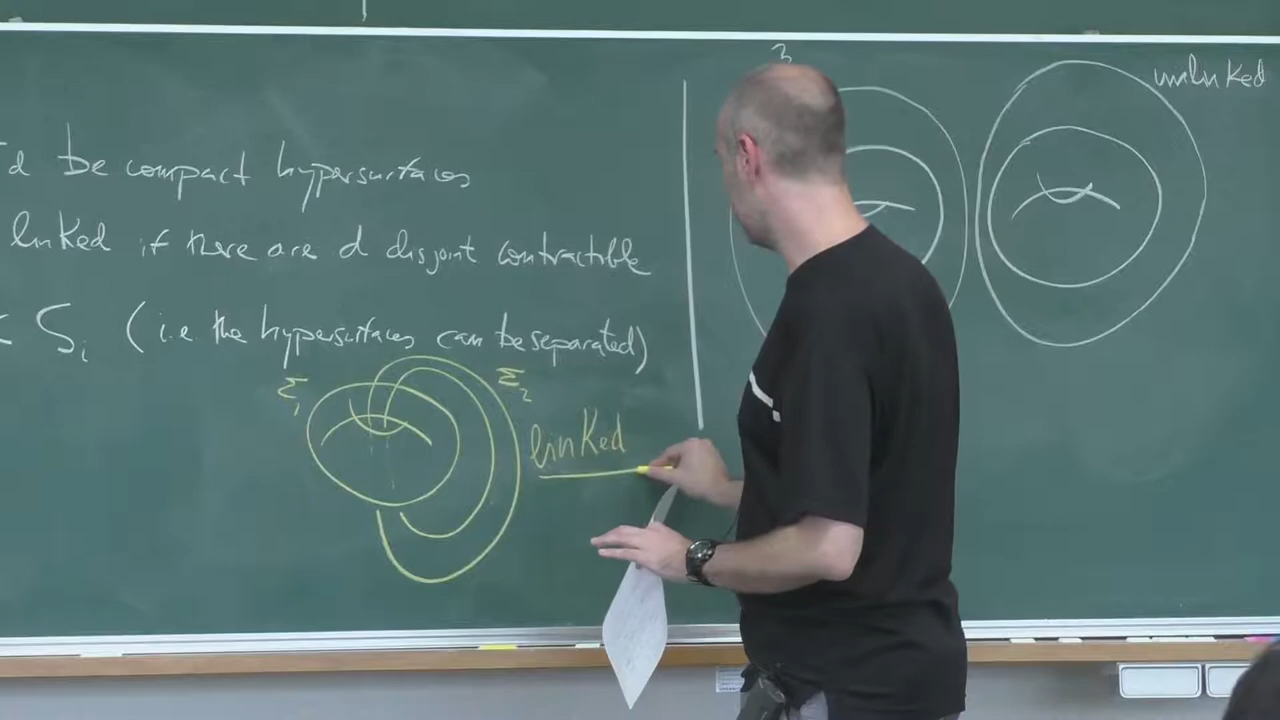 d be compact hypersurfaces
linked if there are d disjoint contractible
⊂ S_i (i.e. the hypersurfaces can be separated)
Σ_1
Σ_2
linked
3
unlinked